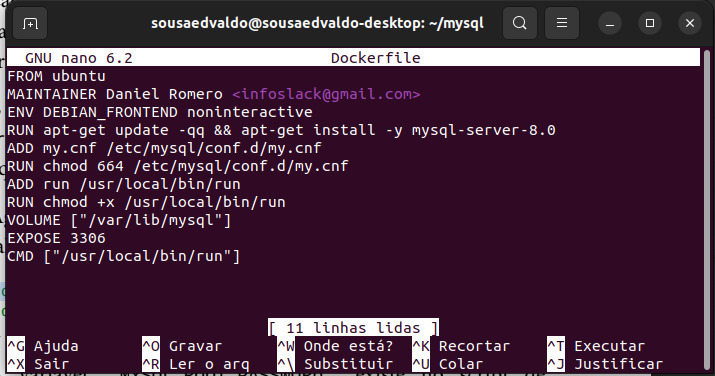 sousaedvaldo@sousaedvaldo-desktop: ~/mysql
GNU nano 6.2 Dockerfile
FROM ubuntu
MAINTAINER Daniel Romero <infoslack@gmail.com>
ENV DEBIAN_FRONTEND noninteractive
RUN apt-get update -qq && apt-get install -y mysql-server-8.0
ADD my.cnf /etc/mysql/conf.d/my.cnf
RUN chmod 664 /etc/mysql/conf.d/my.cnf
ADD run /usr/local/bin/run
RUN chmod +x /usr/local/bin/run
VOLUME ["/var/lib/mysql"]
EXPOSE 3306
CMD ["/usr/local/bin/run"]
[ 11 linhas lidas ]
^G Ajuda ^O Gravar ^W Onde está? ^K Recortar ^T Executar
^X Sair ^R Ler o arq ^\ Substituir ^U Colar ^J Justificar